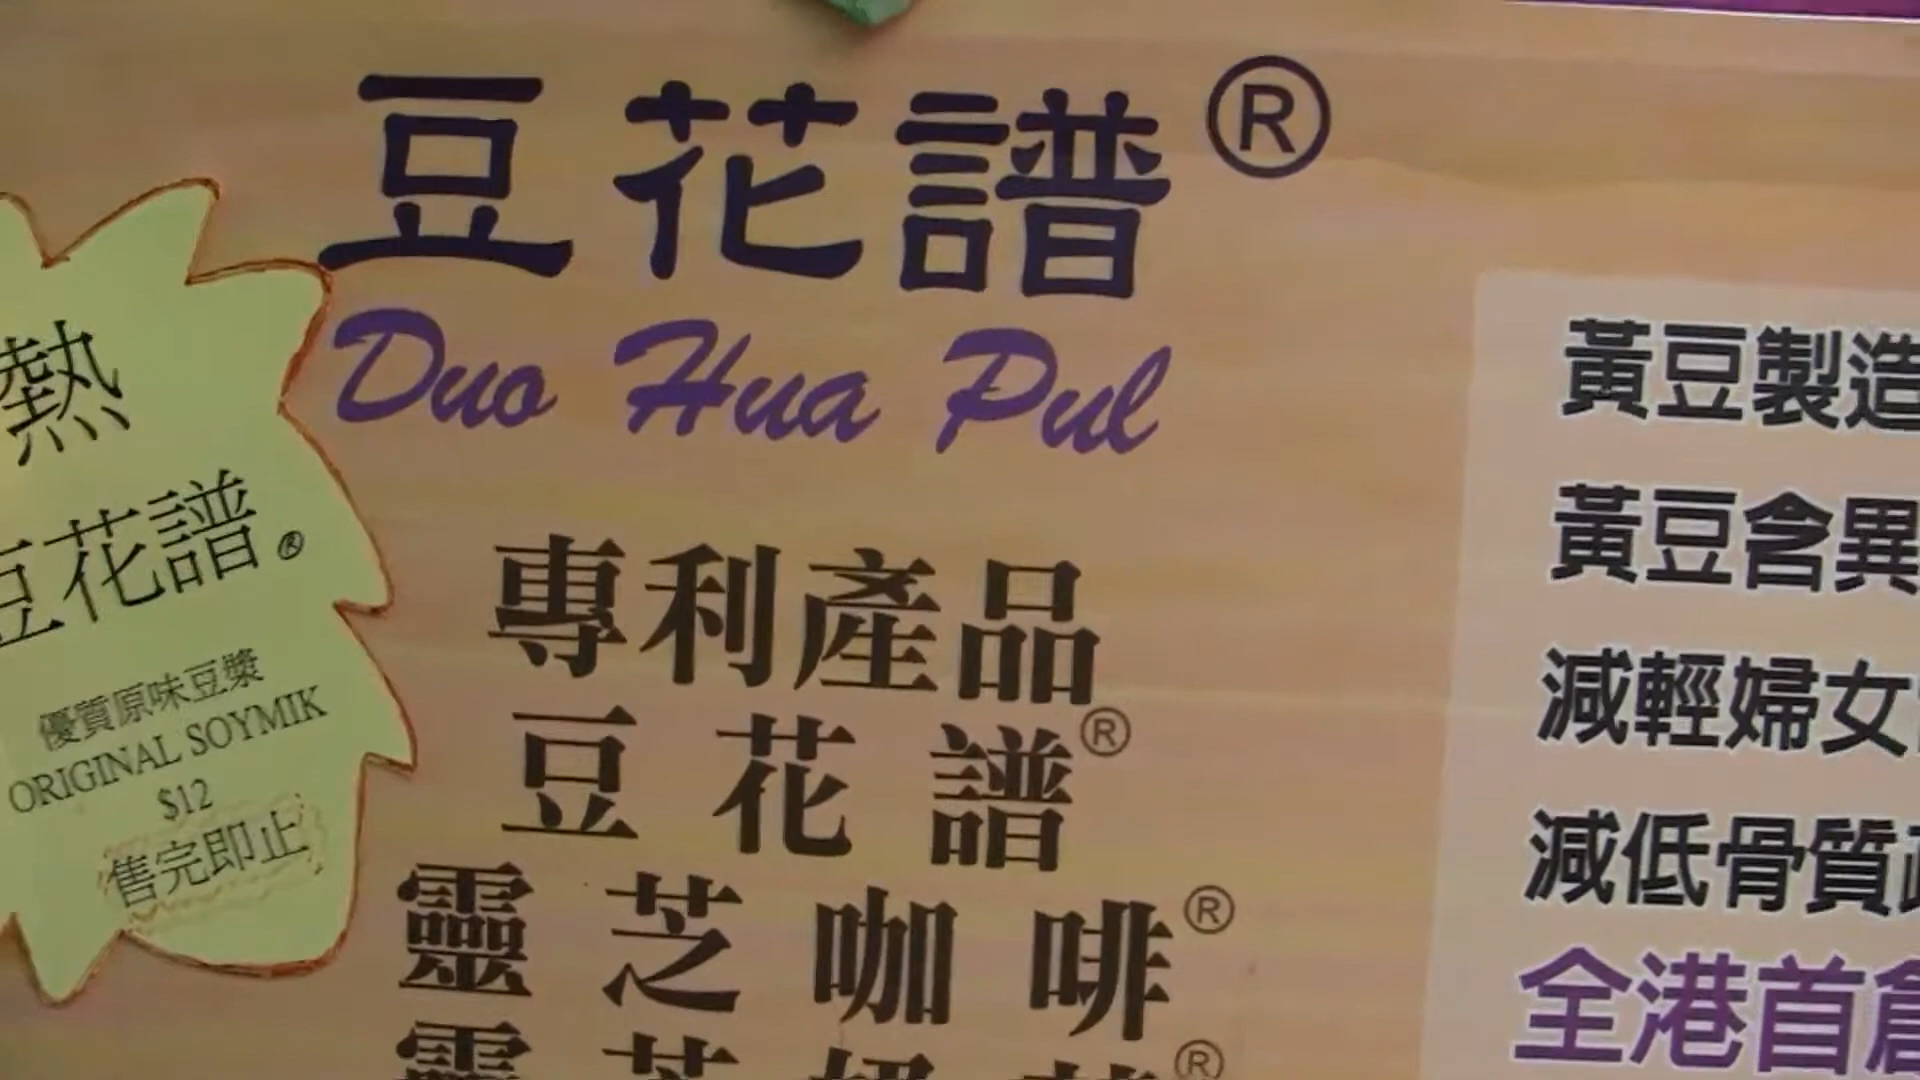 豆花譜®
Duo Hua Pul
熱
豆花譜®
優質原味豆漿
ORIGINAL SOYMIK
$12
售完即止
專利產品
豆花譜®
靈芝咖啡®
黃豆製造
黃豆含異
減輕婦女
減低骨質
全港首創